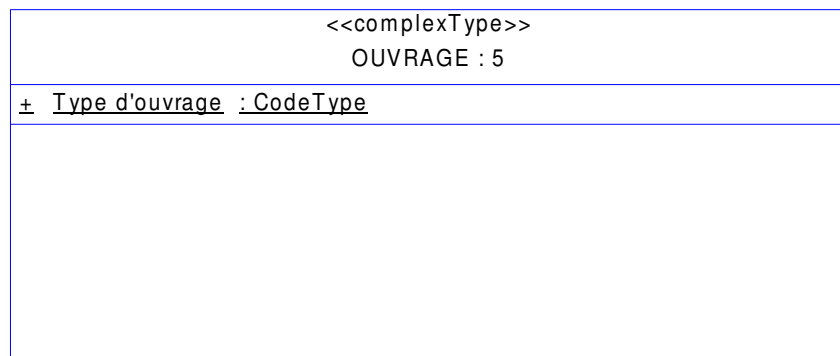 <<complexType>>
OUVRAGE : 5
+ Type d'ouvrage : CodeType